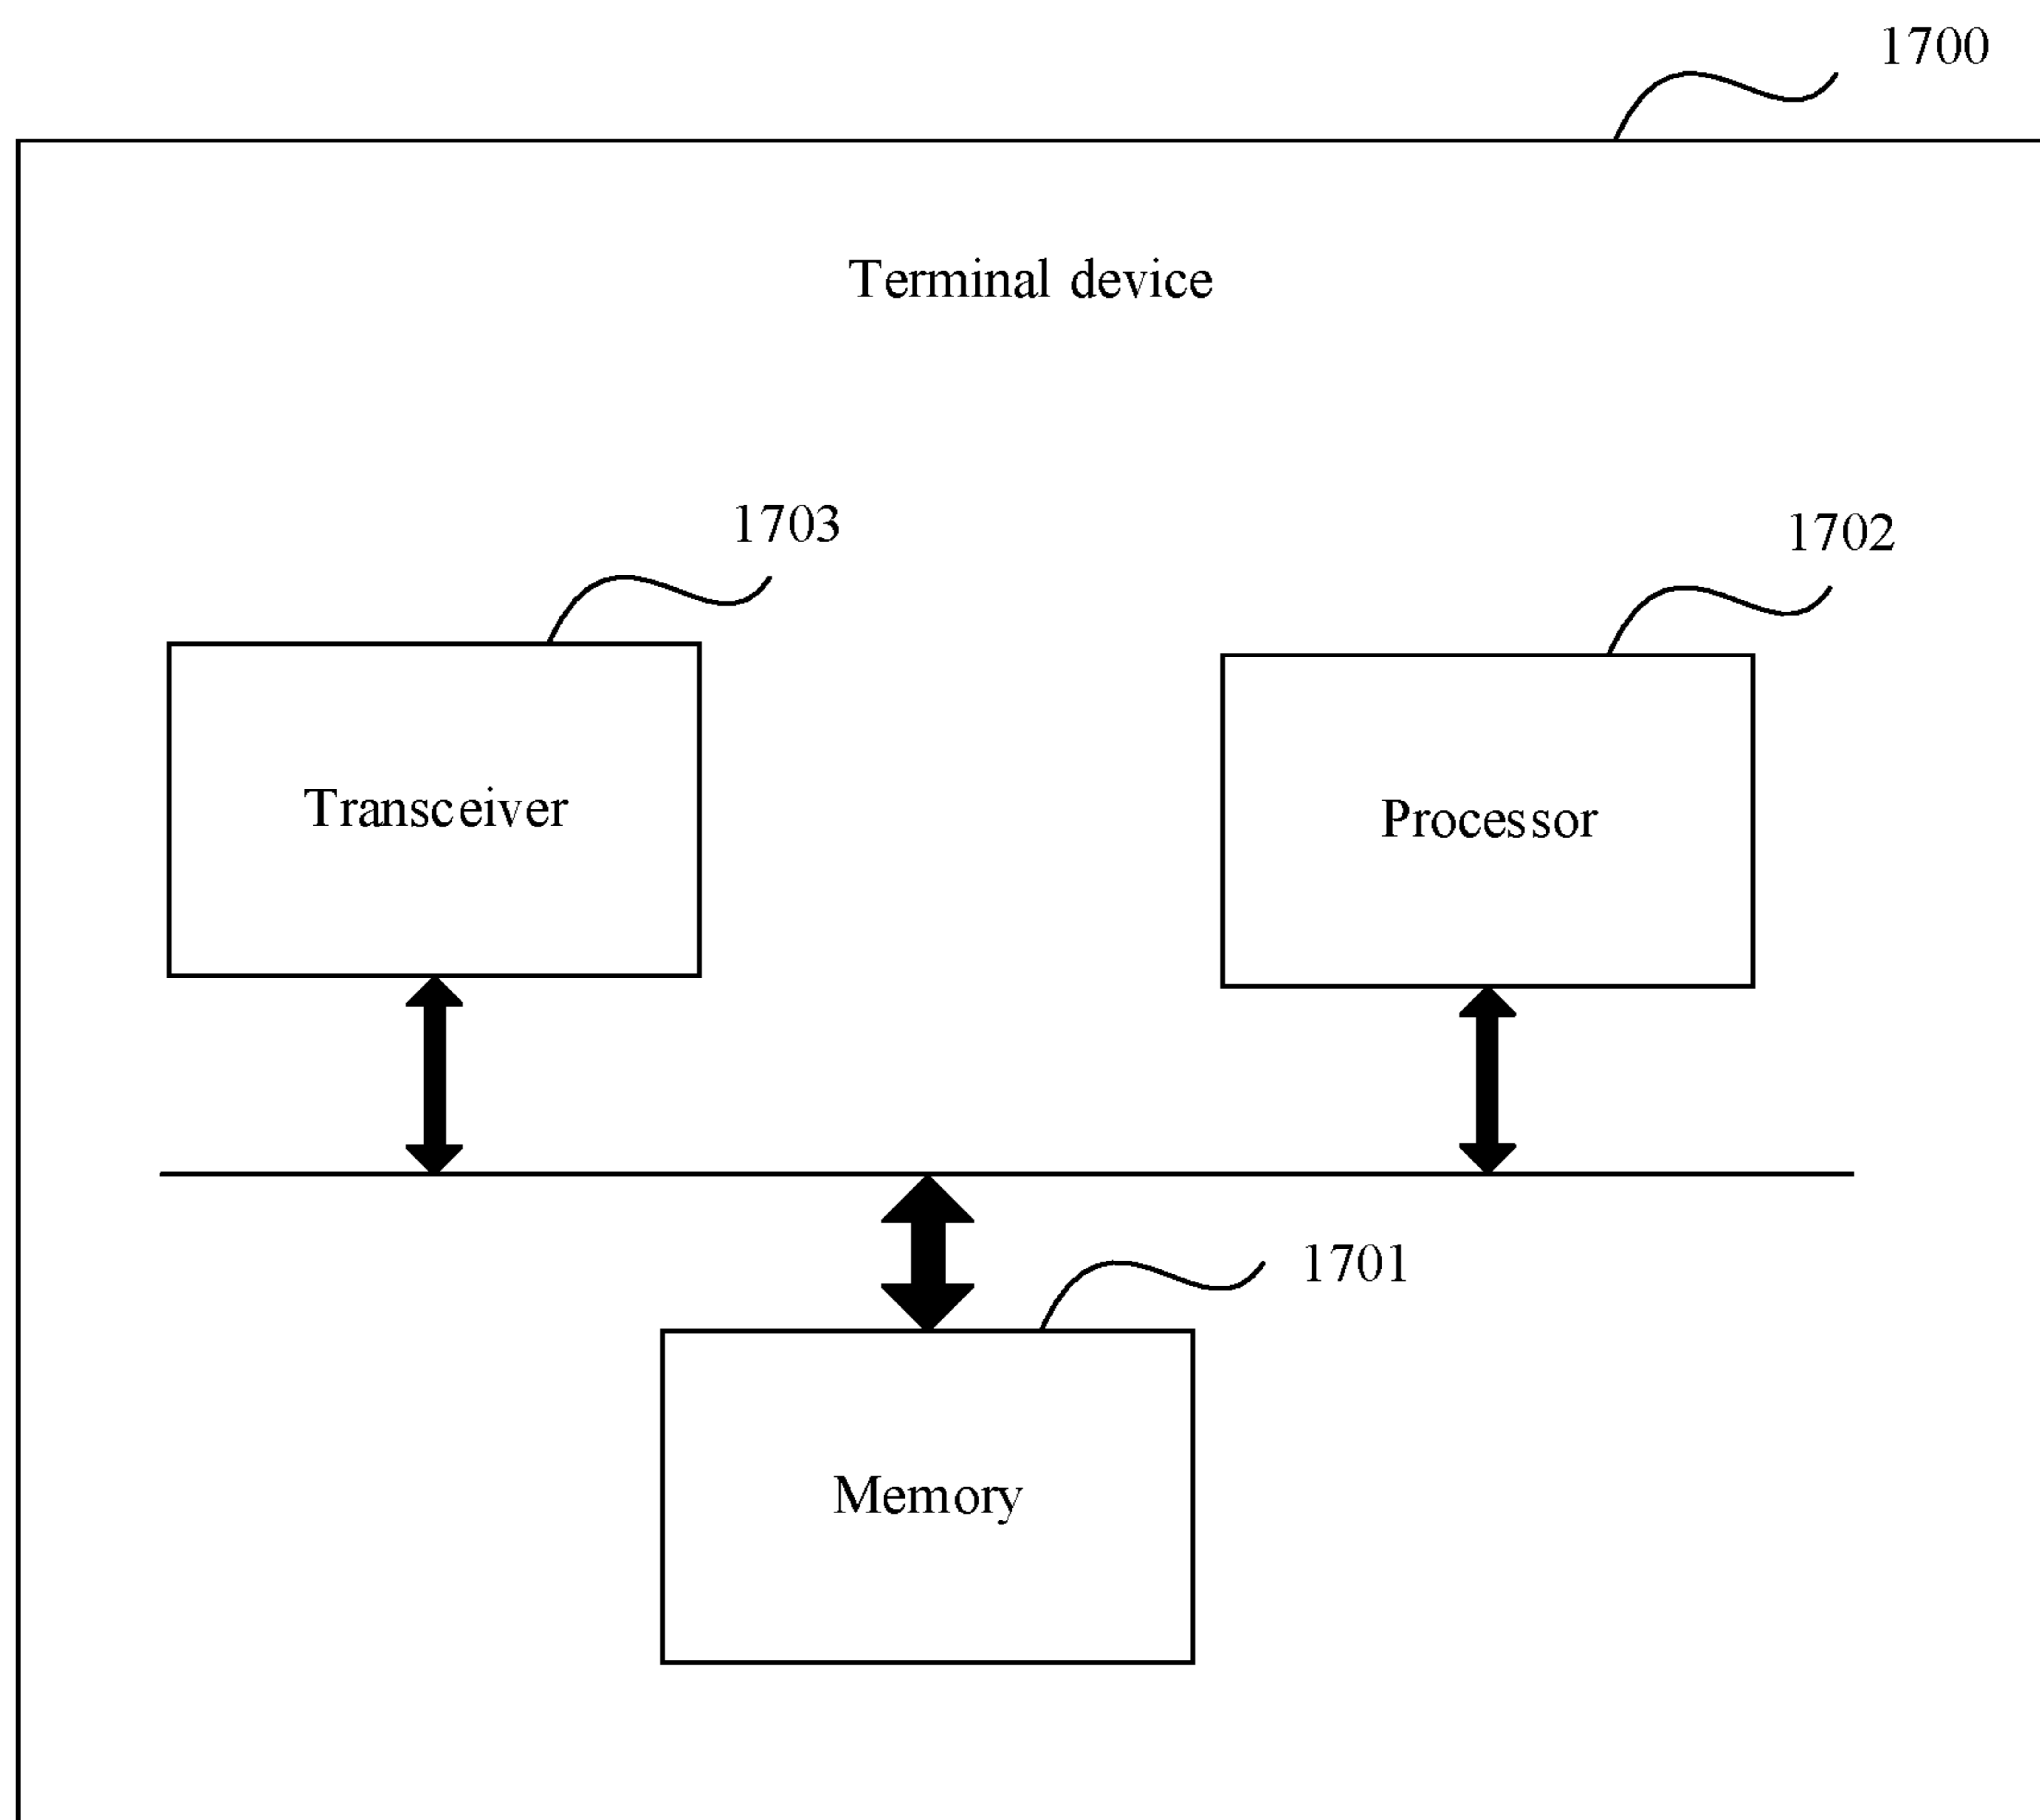 1700
Terminal device
1703
1702
Transceiver
Processor
1701
Memory